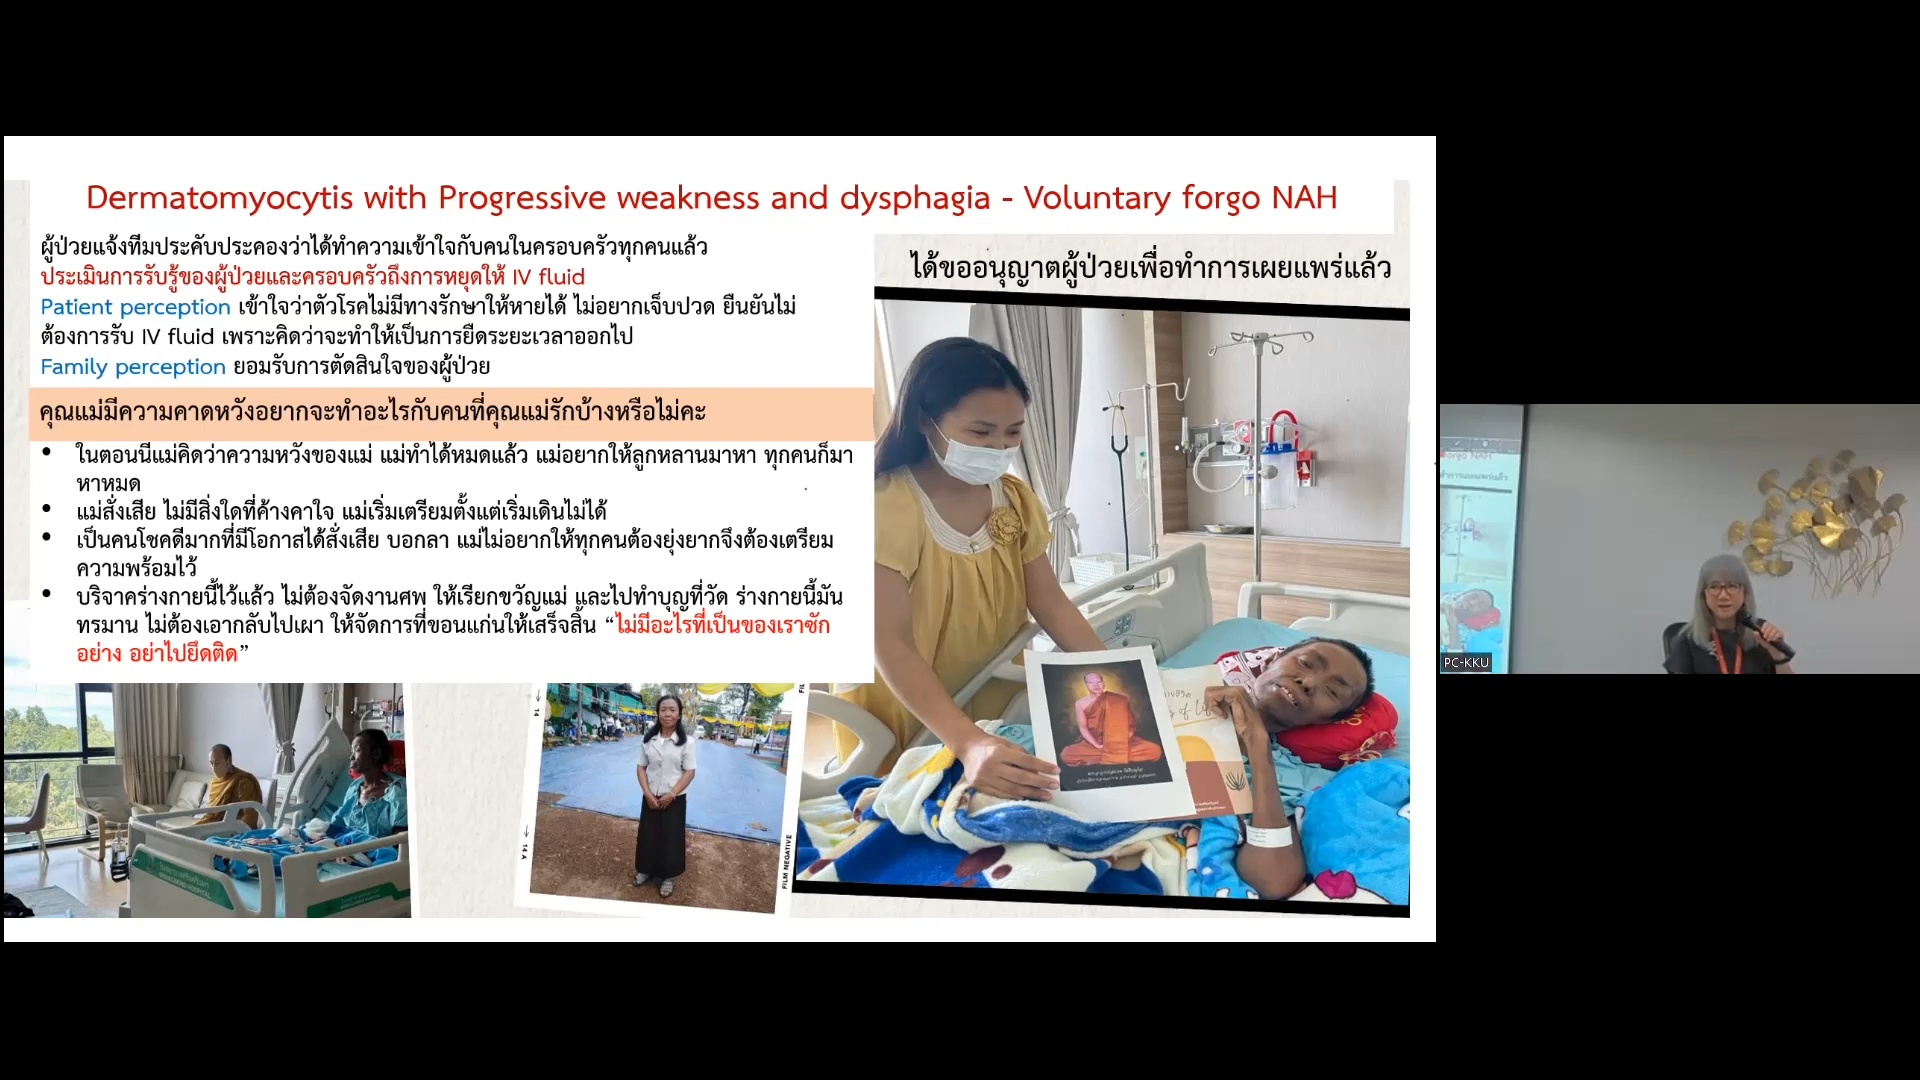 Dermatomyocytis with Progressive weakness and dysphagia - Voluntary forgo NAH
ผู้ป่วยแจ้งทีมประคับประคองว่าได้ทำความเข้าใจกับคนในครอบครัวทุกคนแล้ว
ประเมินการรับรู้ของผู้ป่วยและครอบครัวถึงการหยุดให้ IV fluid
Patient perception เข้าใจว่าตัวโรคไม่มีทางรักษาให้หายได้ ไม่อยากเจ็บปวด ยืนยันไม่
ต้องการรับ IV fluid เพราะคิดว่าจะทำให้เป็นการยืดระยะเวลาออกไป
Family perception ยอมรับการตัดสินใจของผู้ป่วย
คุณแม่มีความคาดหวังอยากจะทำอะไรกับคนที่คุณแม่รักบ้างหรือไม่คะ
• ในตอนนี้แม่คิดว่าความหวังของแม่ แม่ทำได้หมดแล้ว แม่อยากให้ลูกหลานมาหา ทุกคนก็มา
หาหมด
• แม่สั่งเสีย ไม่มีสิ่งใดที่ค้างคาใจ แม่เริ่มเตรียมตั้งแต่เริ่มเดินไม่ได้
• เป็นคนโชคดีมากที่มีโอกาสได้สั่งเสีย บอกลา แม่ไม่อยากให้ทุกคนต้องยุ่งยากจึงต้องเตรียม
ความพร้อมไว้
• บริจาคร่างกายนี้ไว้แล้ว ไม่ต้องจัดงานศพ ให้เรียกขวัญแม่ และไปทำบุญที่วัด ร่างกายนี้มัน
ทรมาน ไม่ต้องเอากลับไปเผา ให้จัดการที่ขอนแก่นให้เสร็จสิ้น “ไม่มีอะไรที่เป็นของเราซัก
อย่าง อย่าไปยึดติด”
ได้ขออนุญาตผู้ป่วยเพื่อทำการเผยแพร่แล้ว
14
14 A
FILM NEGATIVE
forgo NAH
PC-KKU